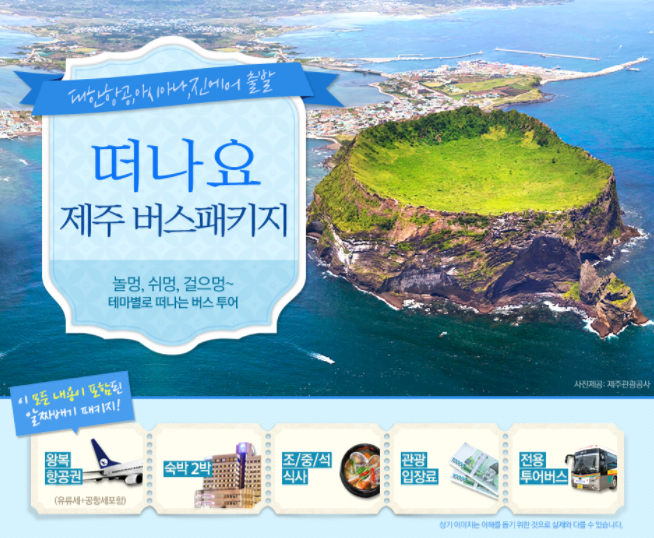 대한항공,아시아나,진에어 출발
떠나요
제주 버스패키지
놀멍, 쉬멍, 걸으멍~
테마별로 떠나는 버스 투어
사진제공: 제주관광공사
이 모든 내용이 포함된
알짜배기 패키지!
왕복
항공권
(유류세+공항세포함)
숙박 2박
조/중/석
식사
관광
입장료
전용
투어버스
상기 이미지는 이해를 돕기 위한 것으로 실제와 다를 수 있습니다.